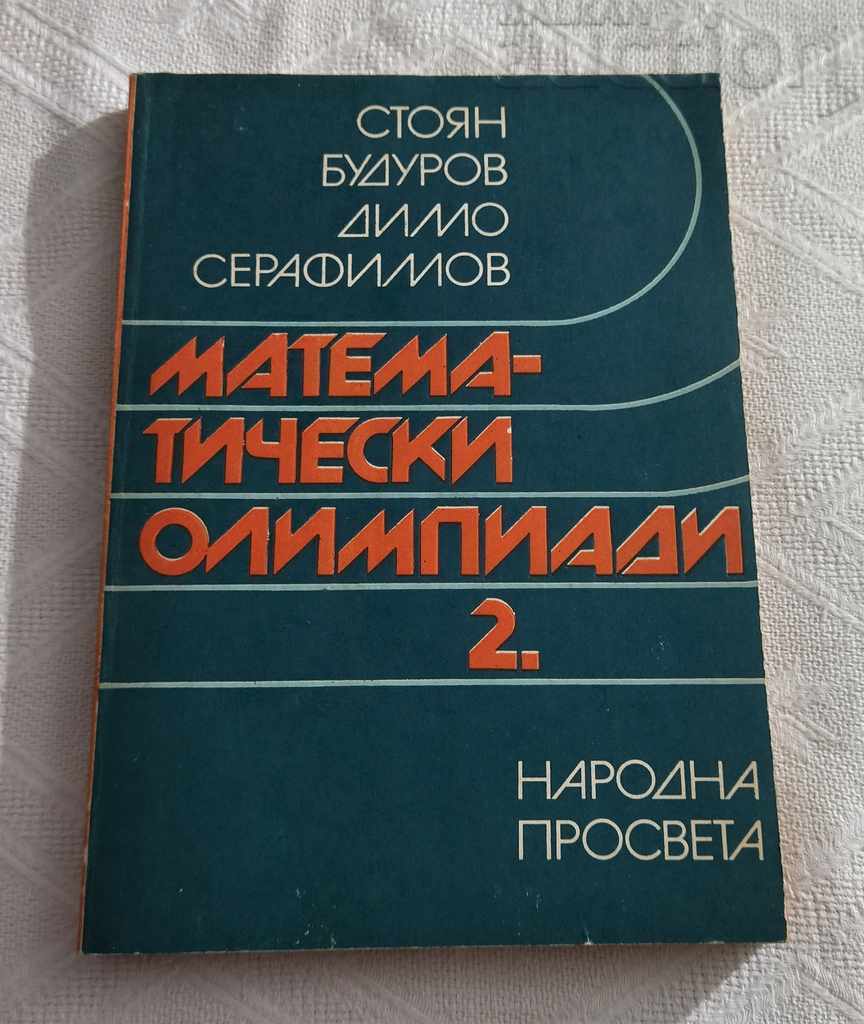 СТОЯН
БУДУРОВ
ДИМО
СЕРАФИМОВ
МАТЕМА-
ТИЧЕСКИ
ОЛИМПИАДИ
2.
НАРОДНА
ПРОСВЕТА